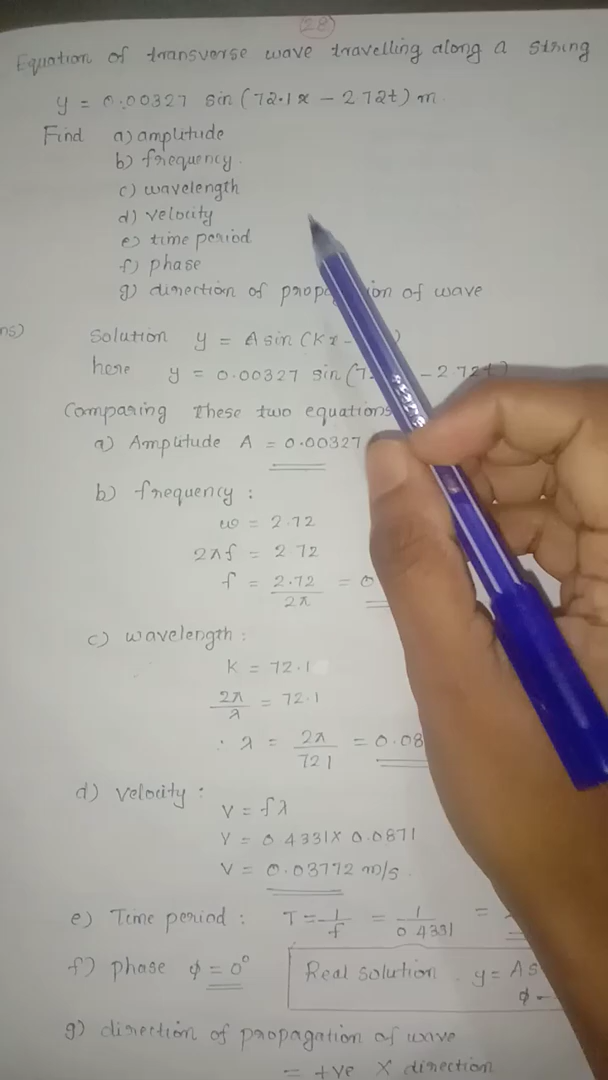 28
Equation of transverse wave travelling along a string
y = 0.00327 sin (72.1x - 2.72t) m
Find a) amplitude
b) frequency.
c) wavelength
d) velocity
e) time period
f) phase
g) direction of prop ion of wave
ns) Solution y = A sin (Kx - )
here y = 0.00327 sin (7 - 2.72t)
Comparing These two equations
a) Amplitude A = 0.00327
b) frequency :
ω = 2.72
2πf = 2.72
f = 2.72/2π = 0
c) wavelength :
K = 72.1
2π/λ = 72.1
∴ λ = 2π/721 = 0.08
d) velocity :
V = fλ
V = 0.4331 x 0.0871
V = 0.03772 m/s.
e) Time period : T = 1/f = 1/0.4331 =
f) phase ϕ = 0° Real solution. y = A s
ϕ
g) direction of propagation of wave
= +ve X direction